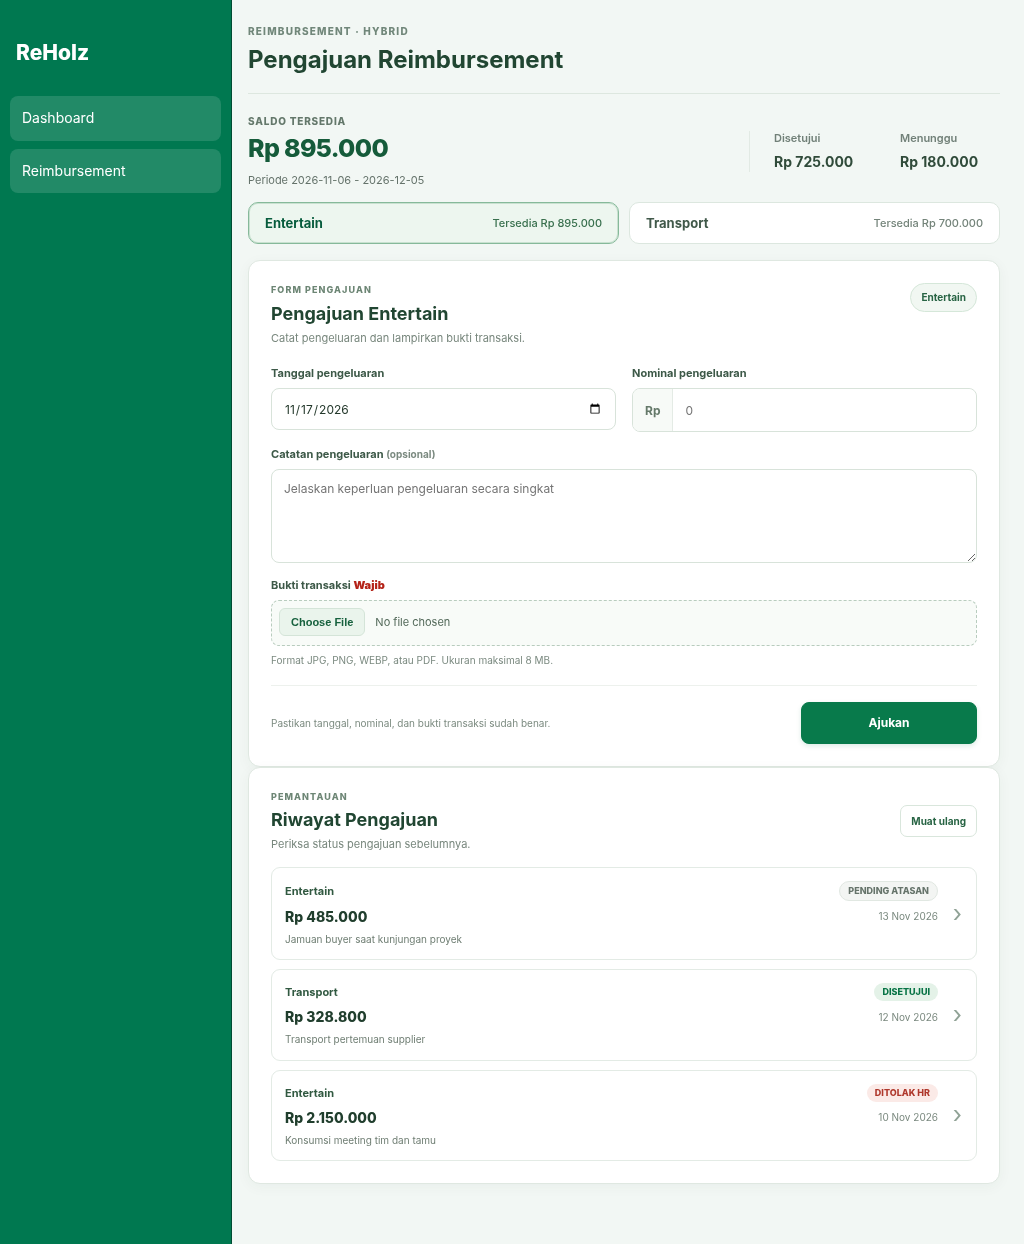 ReHolz
Dashboard
Reimbursement
REIMBURSEMENT · HYBRID
Pengajuan Reimbursement
SALDO TERSEDIA
Rp 895.000
Periode 2026-11-06 - 2026-12-05
Disetujui
Rp 725.000
Menunggu
Rp 180.000
Entertain
Tersedia Rp 895.000
Transport
Tersedia Rp 700.000
FORM PENGAJUAN
Pengajuan Entertain
Catat pengeluaran dan lampirkan bukti transaksi.
Entertain
Tanggal pengeluaran
11/17/2026
Nominal pengeluaran
Rp 0
Catatan pengeluaran (opsional)
Jelaskan keperluan pengeluaran secara singkat
Bukti transaksi Wajib
Choose File No file chosen
Format JPG, PNG, WEBP, atau PDF. Ukuran maksimal 8 MB.
Pastikan tanggal, nominal, dan bukti transaksi sudah benar.
Ajukan
PEMANTAUAN
Riwayat Pengajuan
Periksa status pengajuan sebelumnya.
Muat ulang
Entertain
PENDING ATASAN
Rp 485.000
13 Nov 2026
Jamuan buyer saat kunjungan proyek
Transport
DISETUJUI
Rp 328.800
12 Nov 2026
Transport pertemuan supplier
Entertain
DITOLAK HR
Rp 2.150.000
10 Nov 2026
Konsumsi meeting tim dan tamu